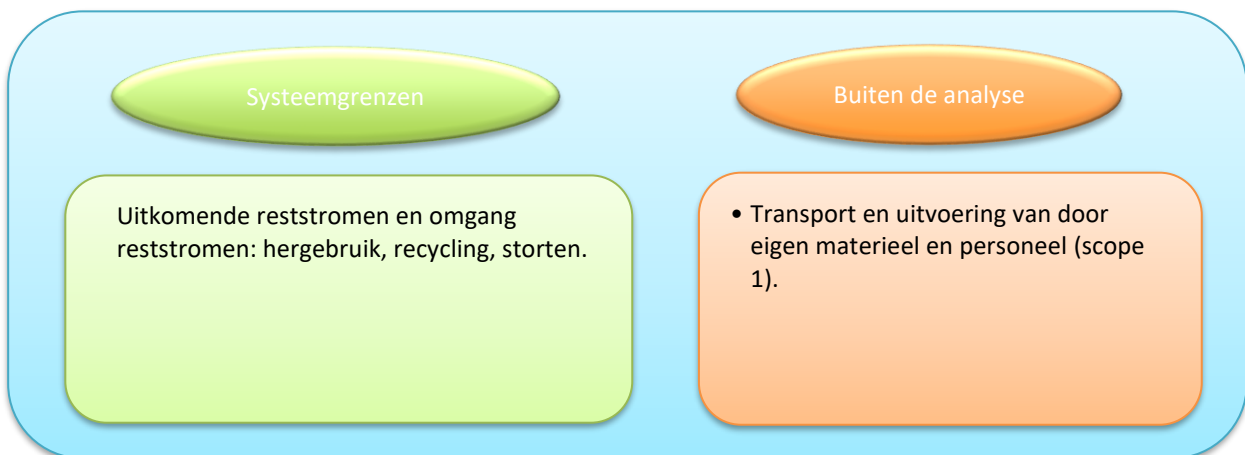 Systeemgrenzen
Buiten de analyse
Uitkomende reststromen en omgang
reststromen: hergebruik, recycling, storten.
• Transport en uitvoering van door
eigen materieel en personeel (scope
1).